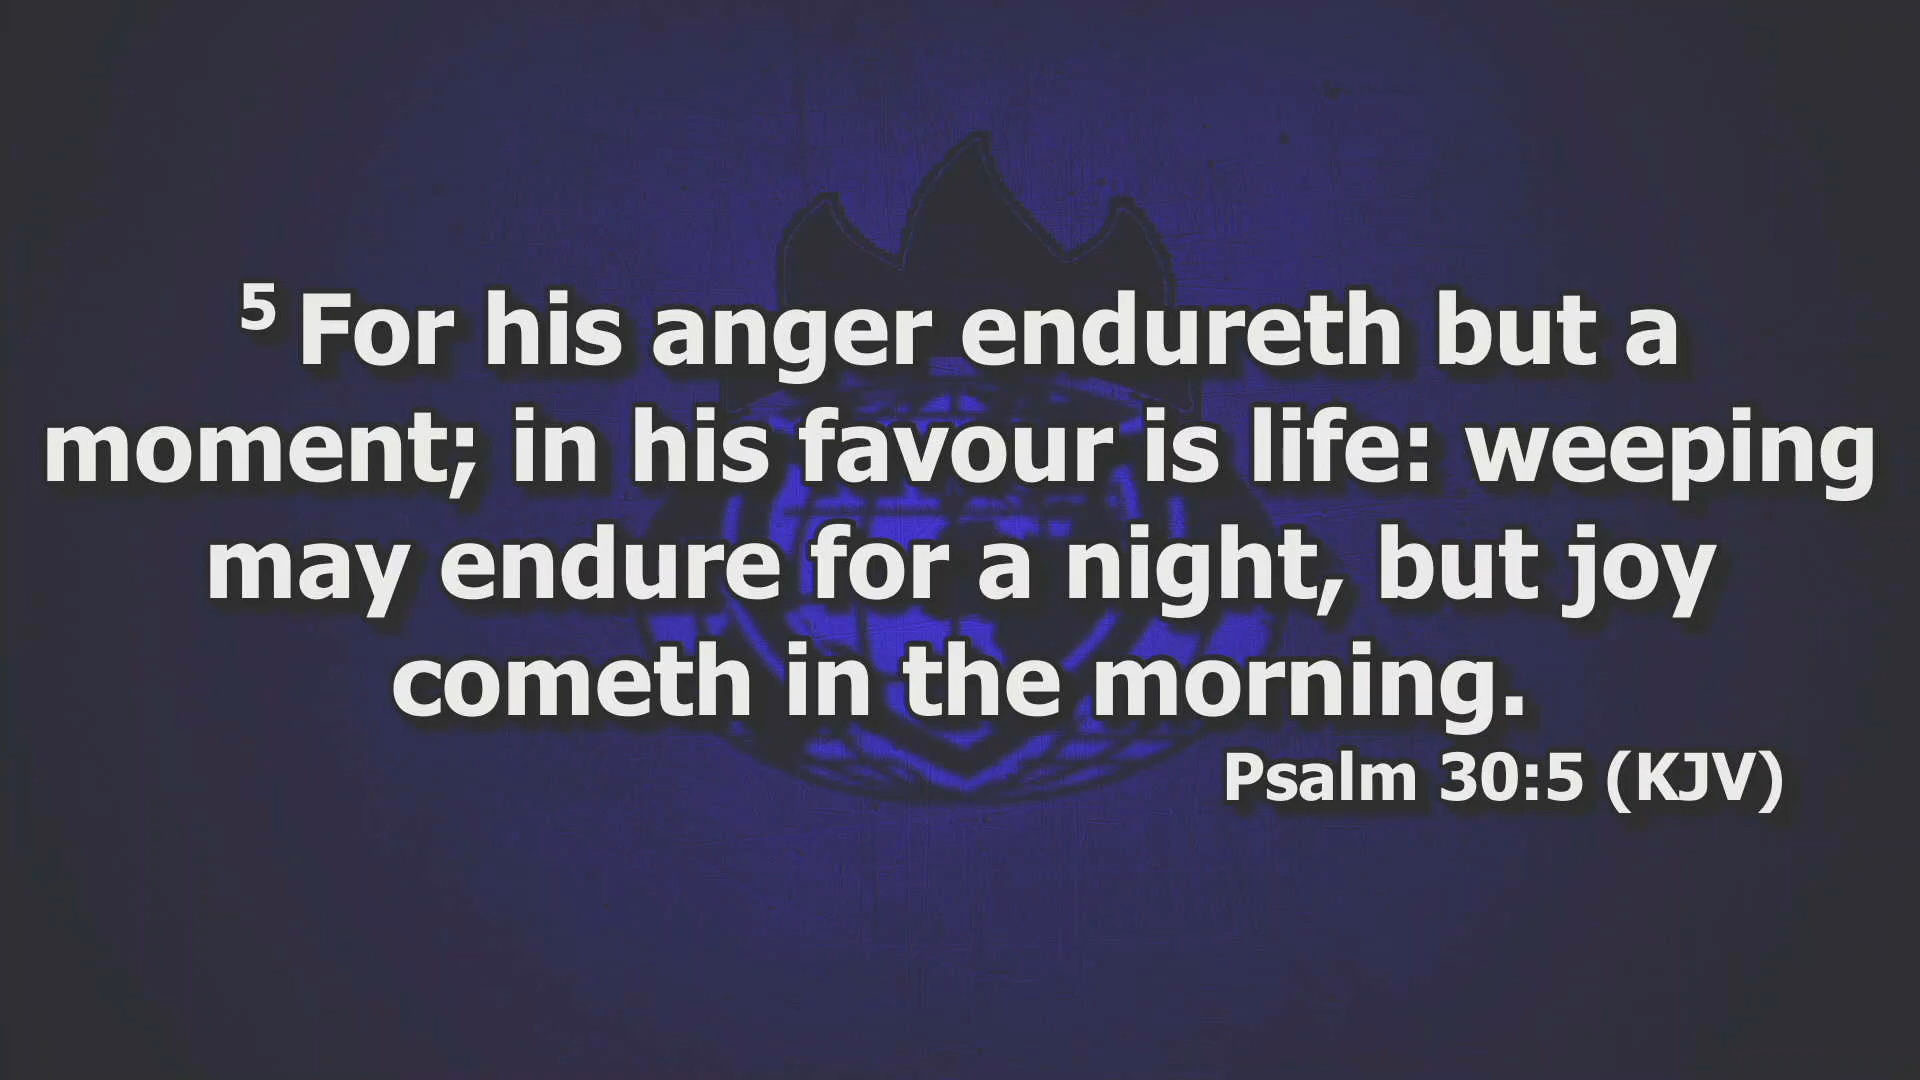 5 For his anger endureth but a
moment; in his favour is life: weeping
may endure for a night, but joy
cometh in the morning.
Psalm 30:5 (KJV)